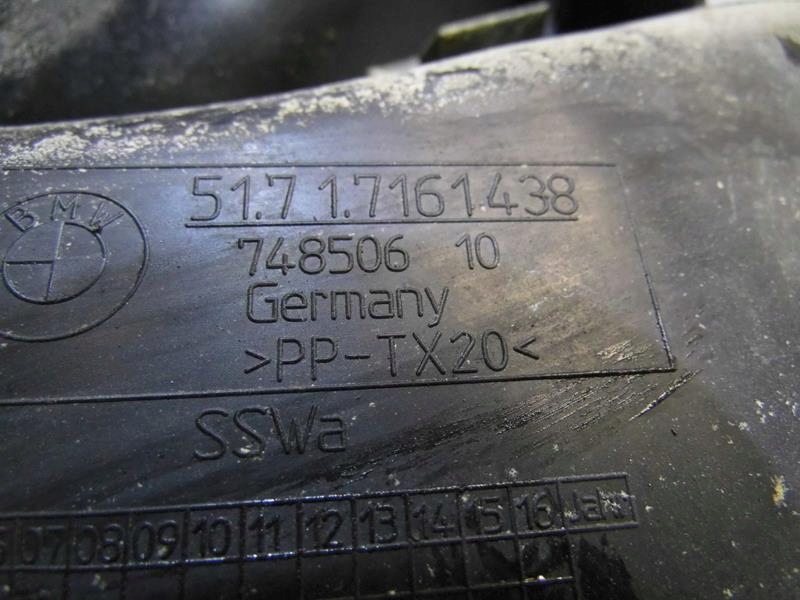 51.7 1.7161438
BMW
748506 10
Germany
>PP-TX20<
SSWa
07 08 09 10 11 12 13 14 15 16 Jahr